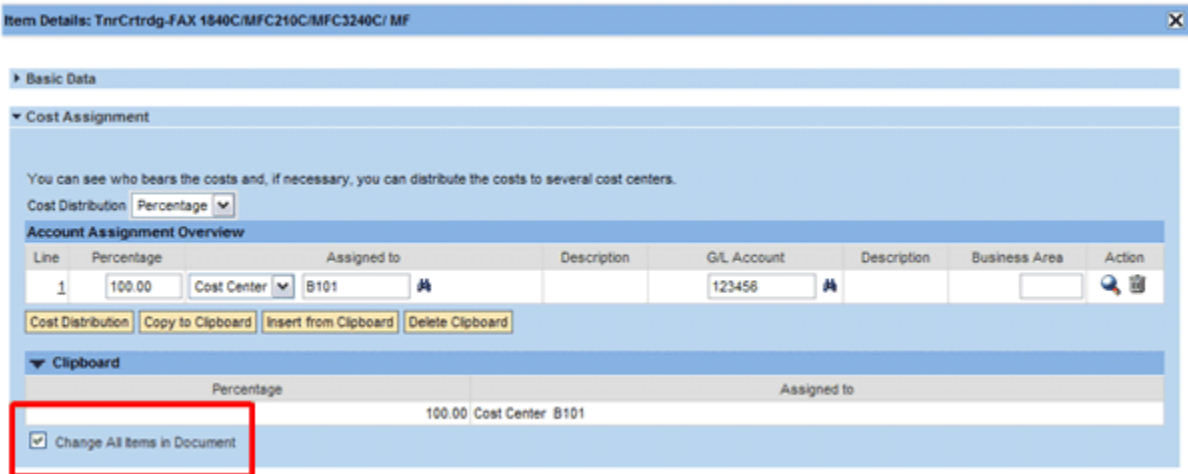 Item Details: TnrCrtrdg-FAX 1840C/MFC210C/MFC3240C/ MF
Basic Data
Cost Assignment
You can see who bears the costs and, if necessary, you can distribute the costs to several cost centers.
Cost Distribution Percentage
Account Assignment Overview
Line Percentage Assigned to Description G/L Account Description Business Area Action
1 100.00 Cost Center B101 123456
Cost Distribution Copy to Clipboard Insert from Clipboard Delete Clipboard
Clipboard
Percentage Assigned to
100.00 Cost Center B101
Change All Items in Document